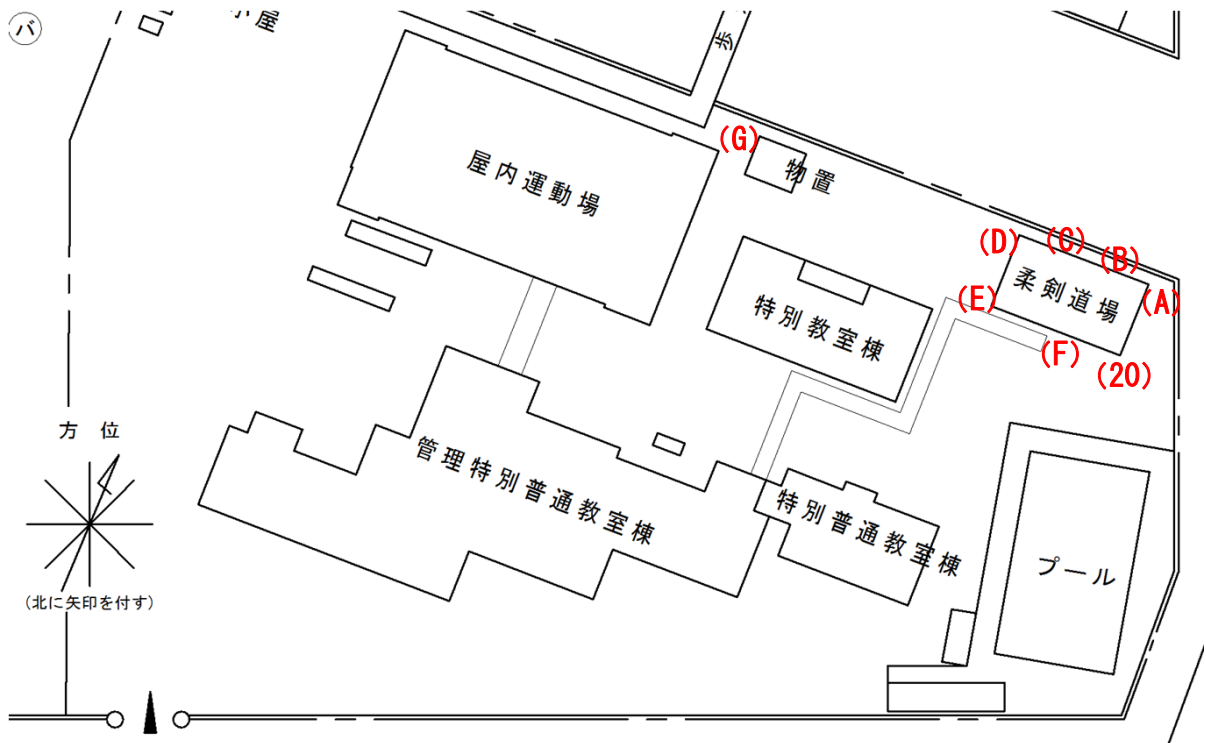 バ
小屋
歩
(G)
物置
屋内運動場
(D)
(C)
(B)
(A)
柔剣道場
(E)
(F)
(20)
特別教室棟
方 位
(北に矢印を付す)
管理特別普通教室棟
特別普通教室棟
プール